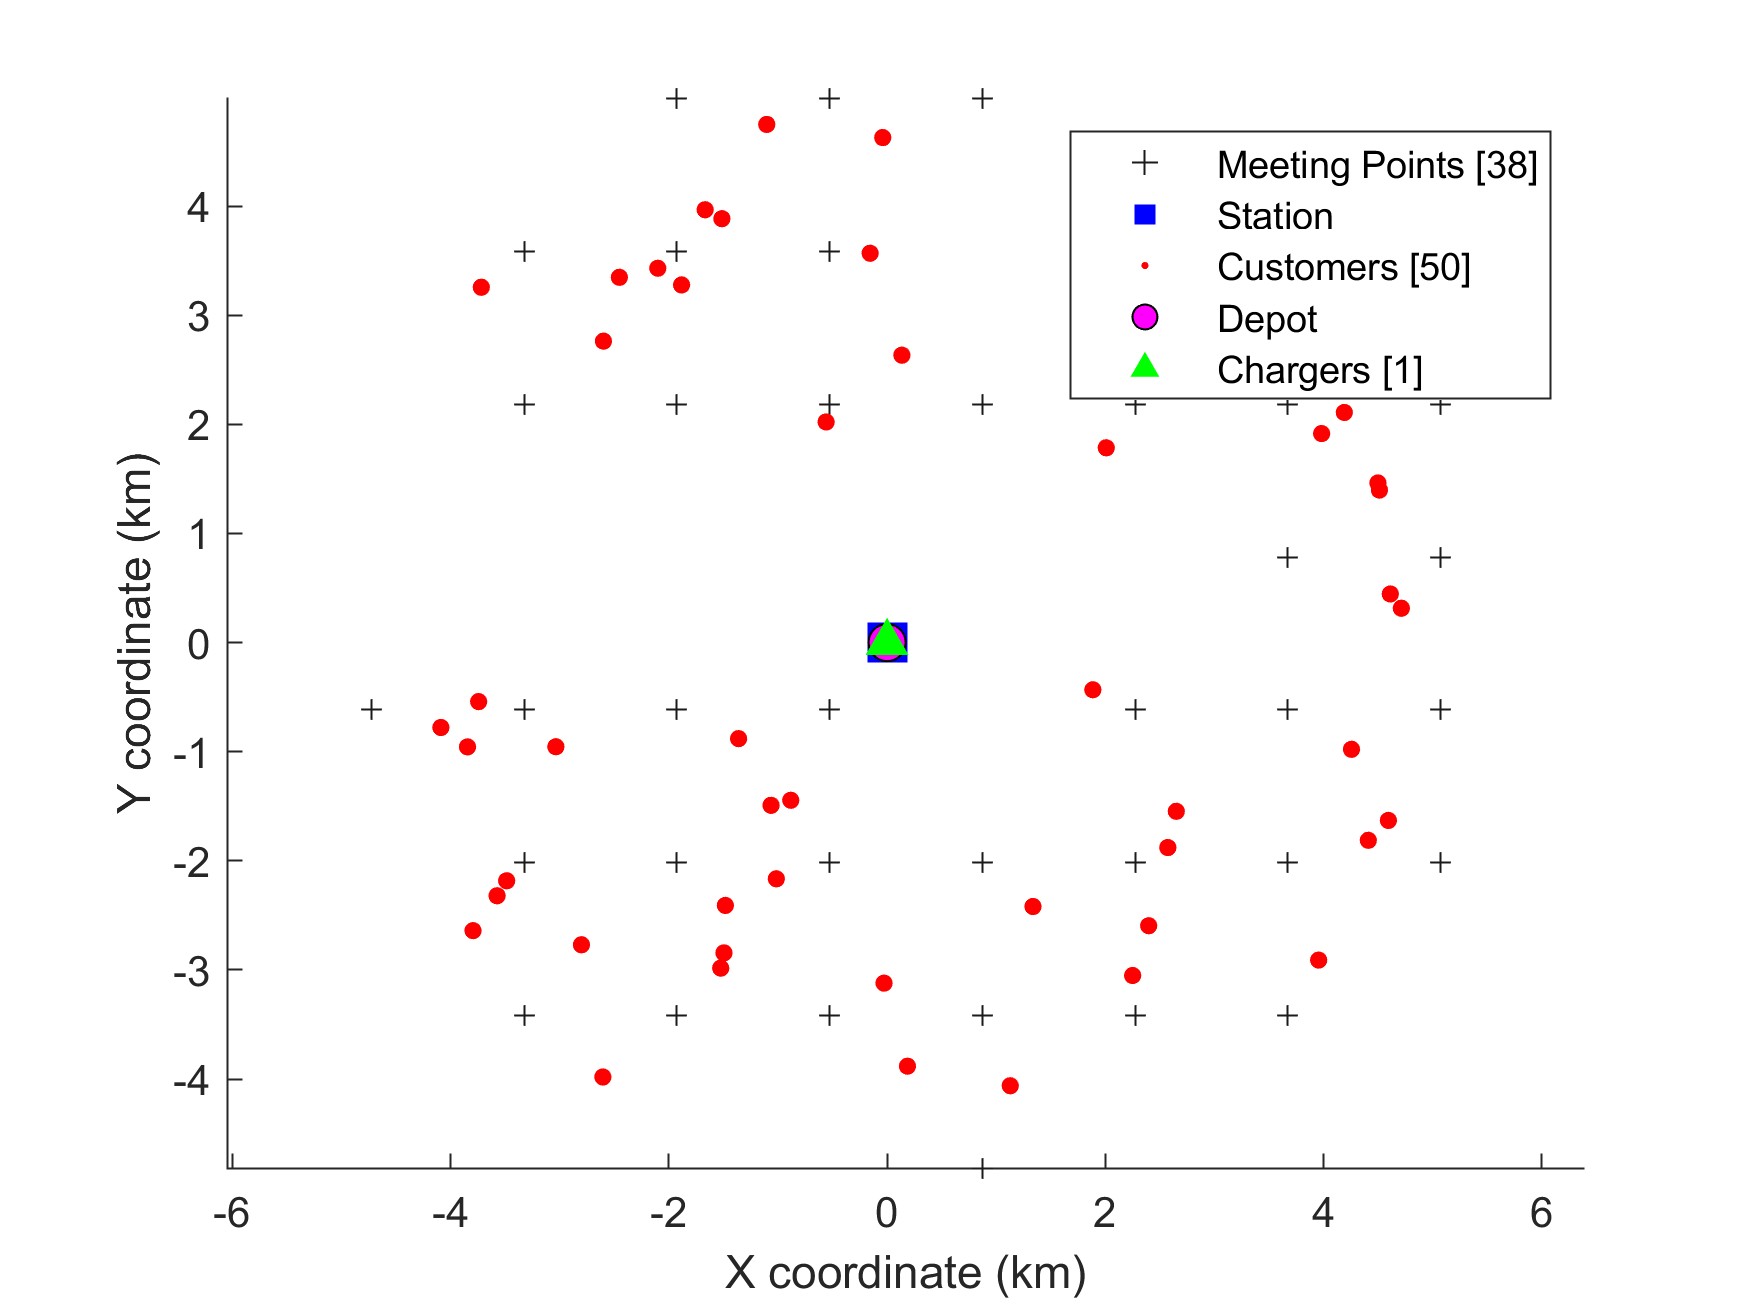 4
3
2
1
0
-1
-2
-3
-4
Y coordinate (km)
Meeting Points [38]
Station
Customers [50]
Depot
Chargers [1]
-6 -4 -2 0 2 4 6
X coordinate (km)